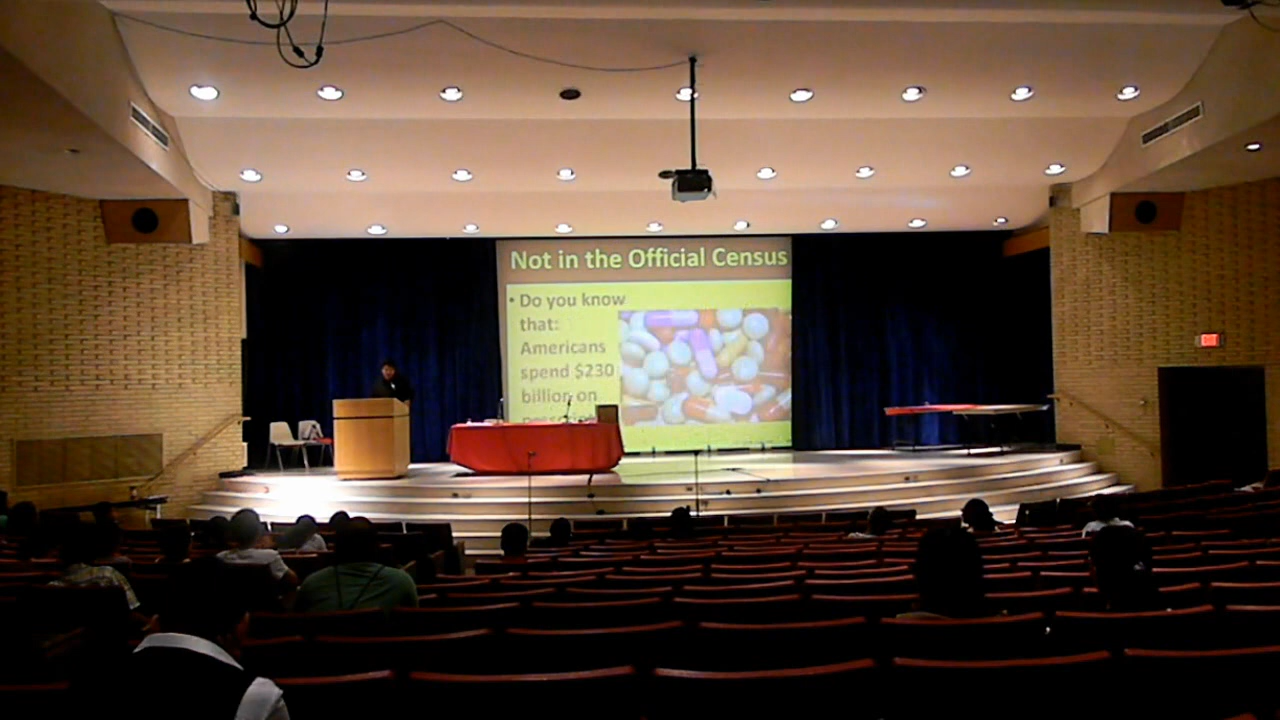 Not in the Official Census
• Do you know
that:
Americans
spend $230
billion on